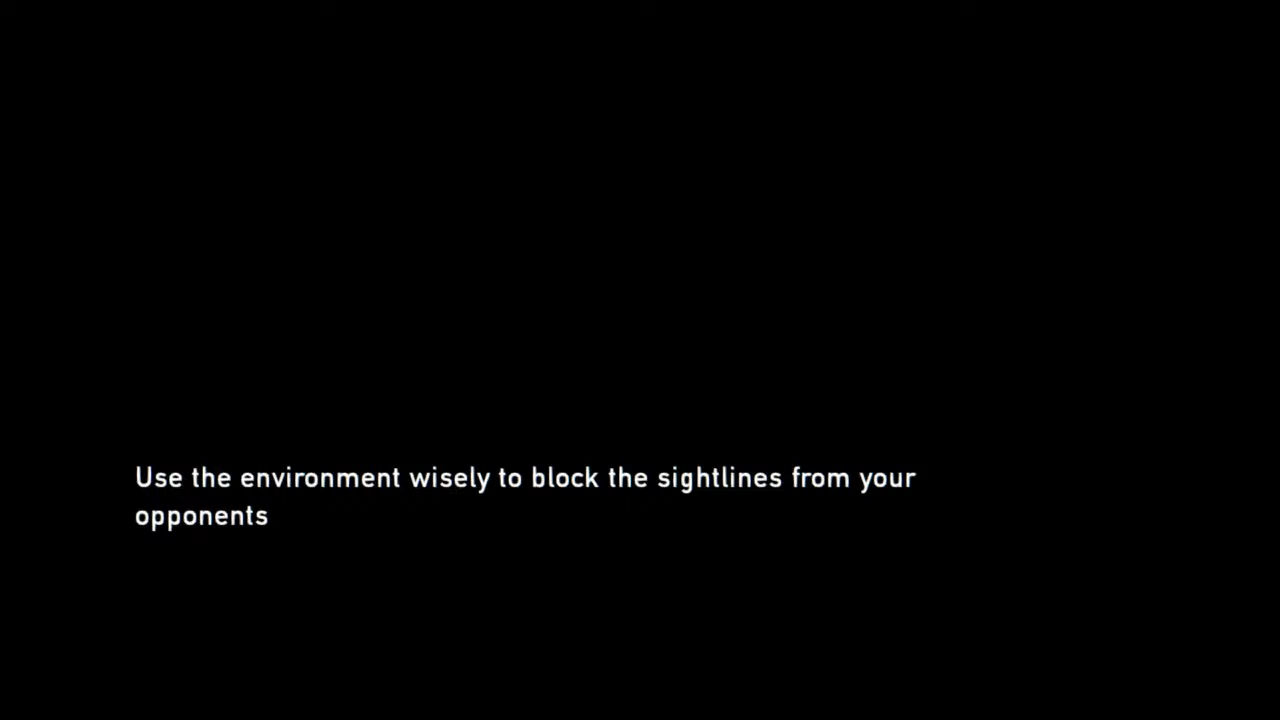 Use the environment wisely to block the sightlines from your
opponents